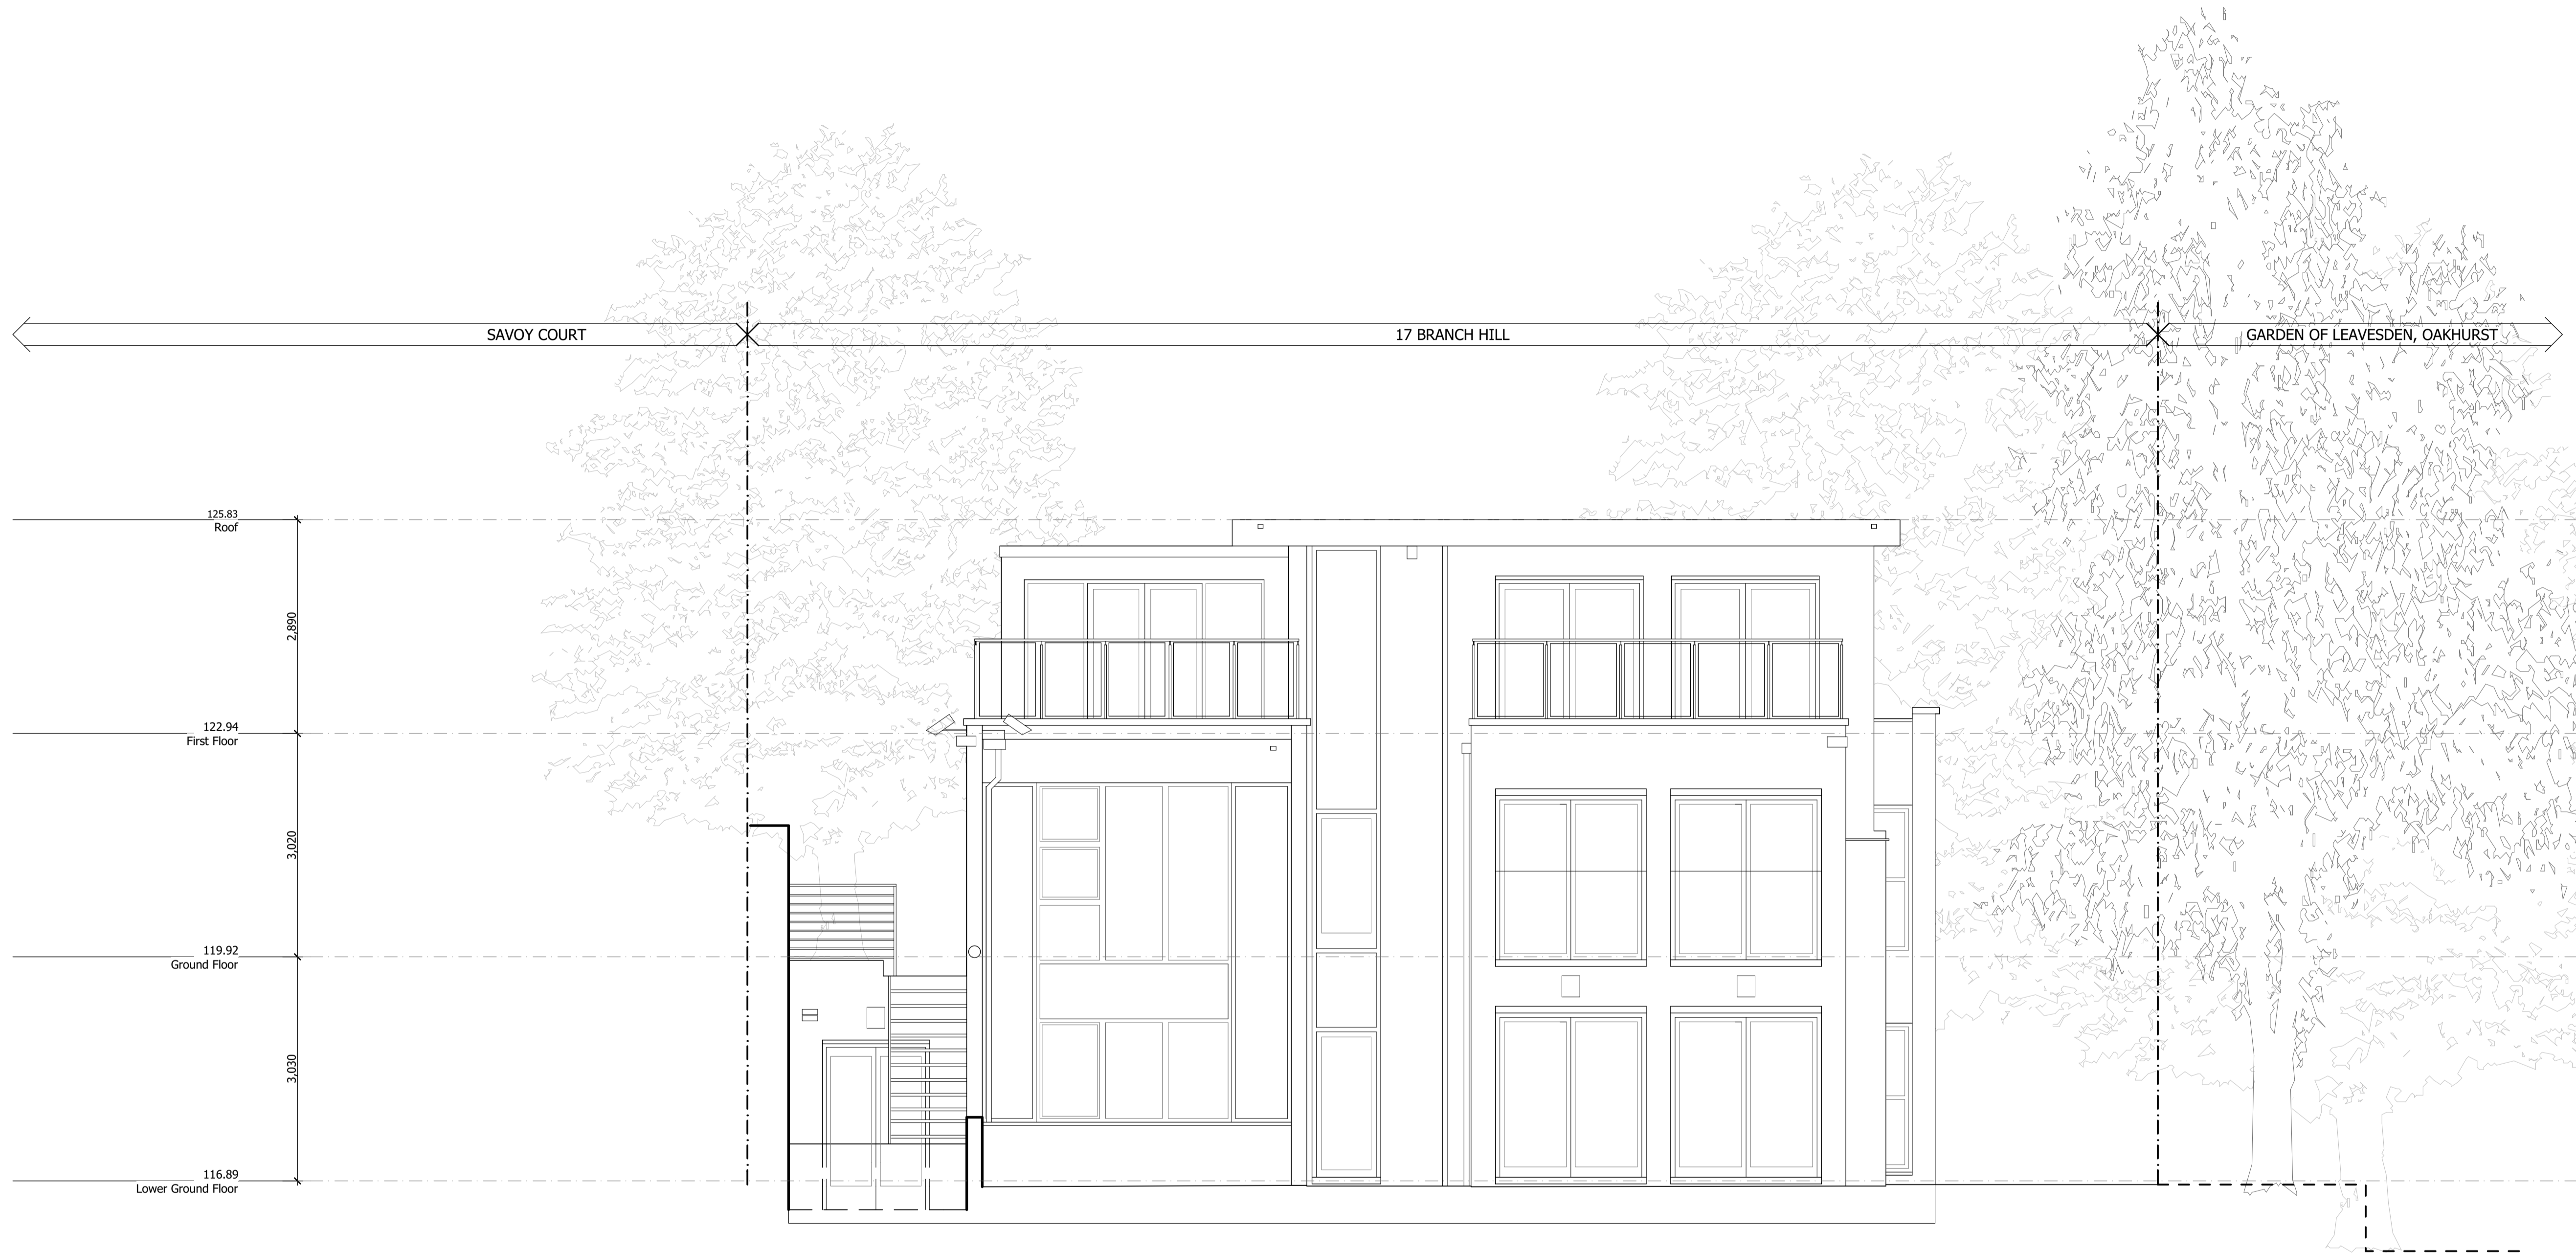 SAVOY COURT
17 BRANCH HILL
GARDEN OF LEAVESDEN, OAKHURST
125.83
Roof
2,890
122.94
First Floor
3,020
119.92
Ground Floor
3,030
116.89
Lower Ground Floor